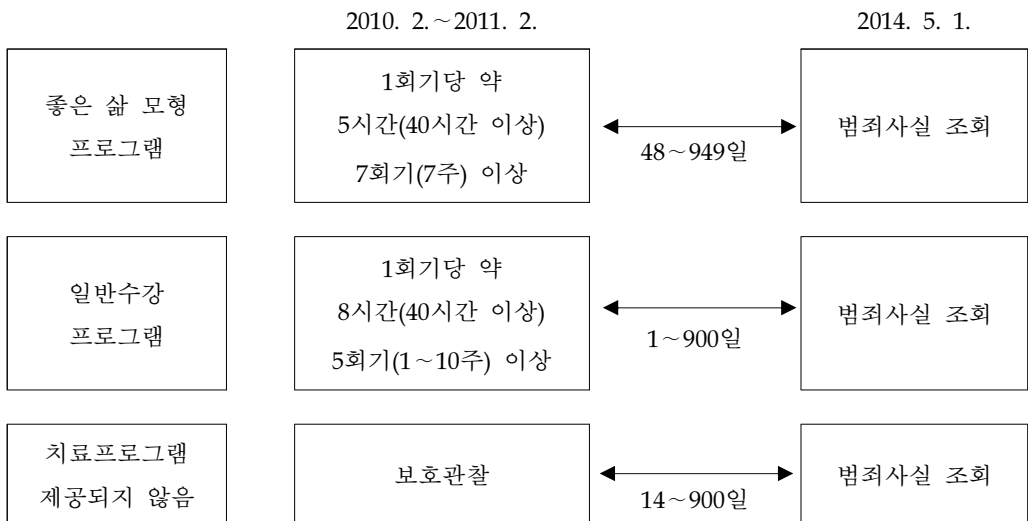 2010. 2.～2011. 2.
2014. 5. 1.
좋은 삶 모형
프로그램
1회기당 약
5시간(40시간 이상)
7회기(7주) 이상
48～949일
범죄사실 조회
일반수강
프로그램
1회기당 약
8시간(40시간 이상)
5회기(1～10주) 이상
1～900일
범죄사실 조회
치료프로그램
제공되지 않음
보호관찰
14～900일
범죄사실 조회